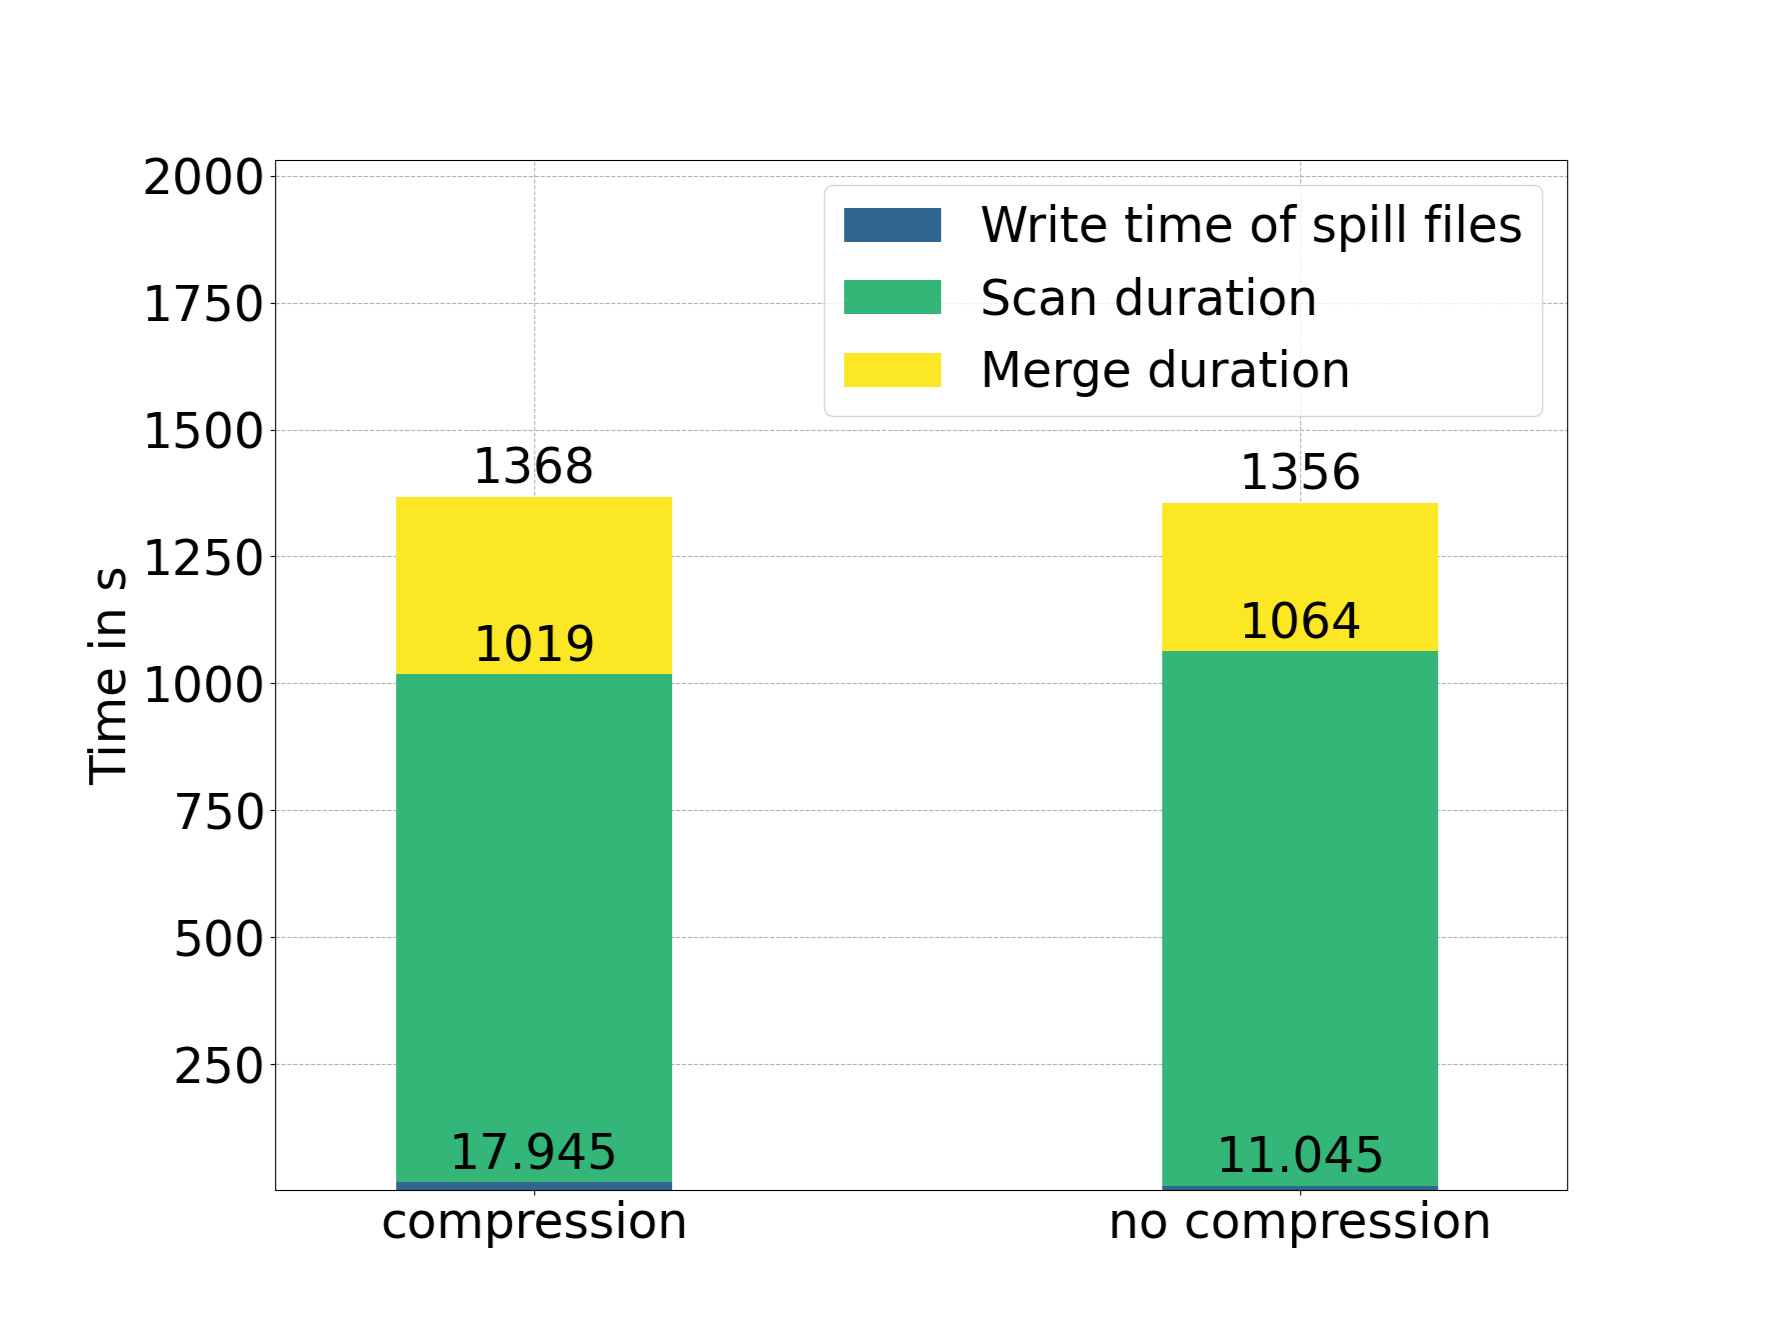 2000
1750
1500
1250
1000
750
500
250
Time in s
Write time of spill files
Scan duration
Merge duration
1368
1019
17.945
1356
1064
11.045
compression
no compression